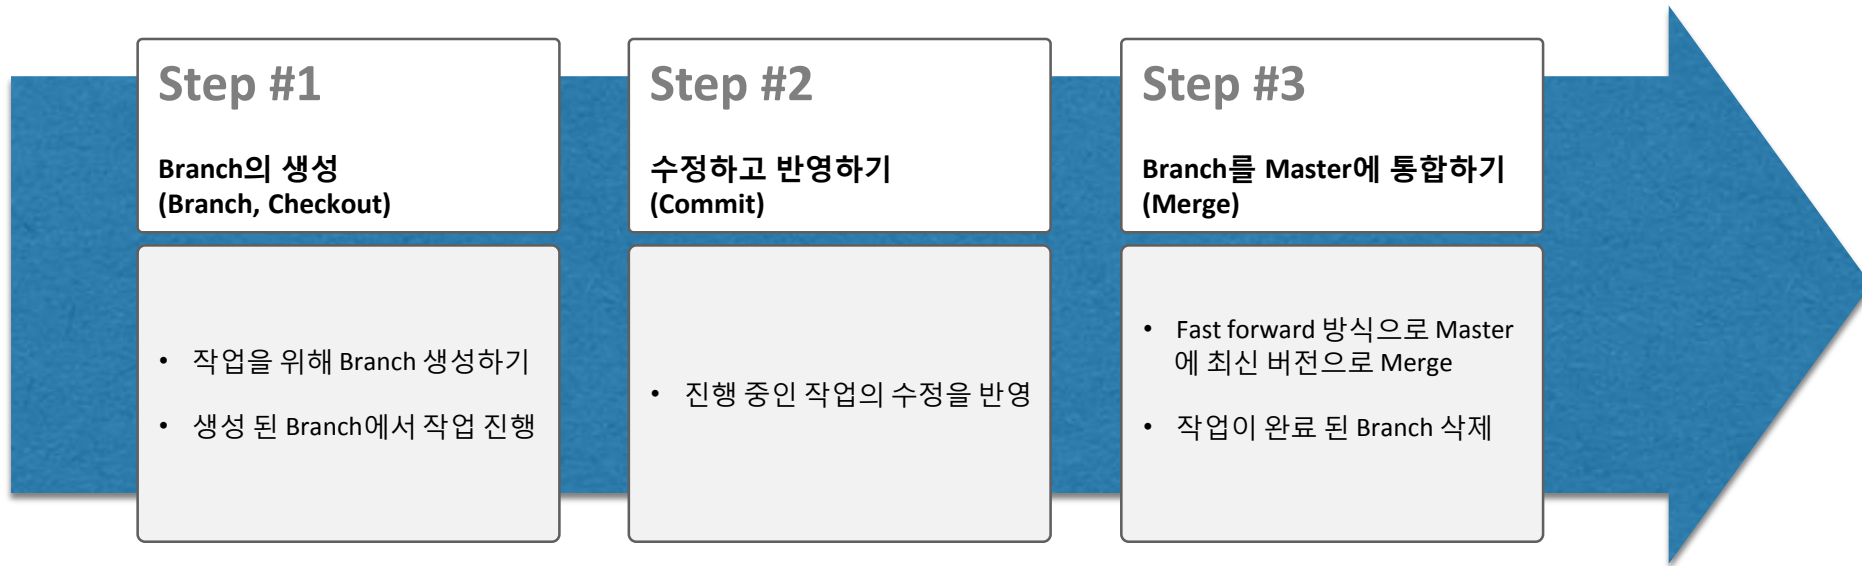 Step #1
Branch의 생성
(Branch, Checkout)
• 작업을 위해 Branch 생성하기
• 생성 된 Branch에서 작업 진행
Step #2
수정하고 반영하기
(Commit)
• 진행 중인 작업의 수정을 반영
Step #3
Branch를 Master에 통합하기
(Merge)
• Fast forward 방식으로 Master
에 최신 버전으로 Merge
• 작업이 완료 된 Branch 삭제